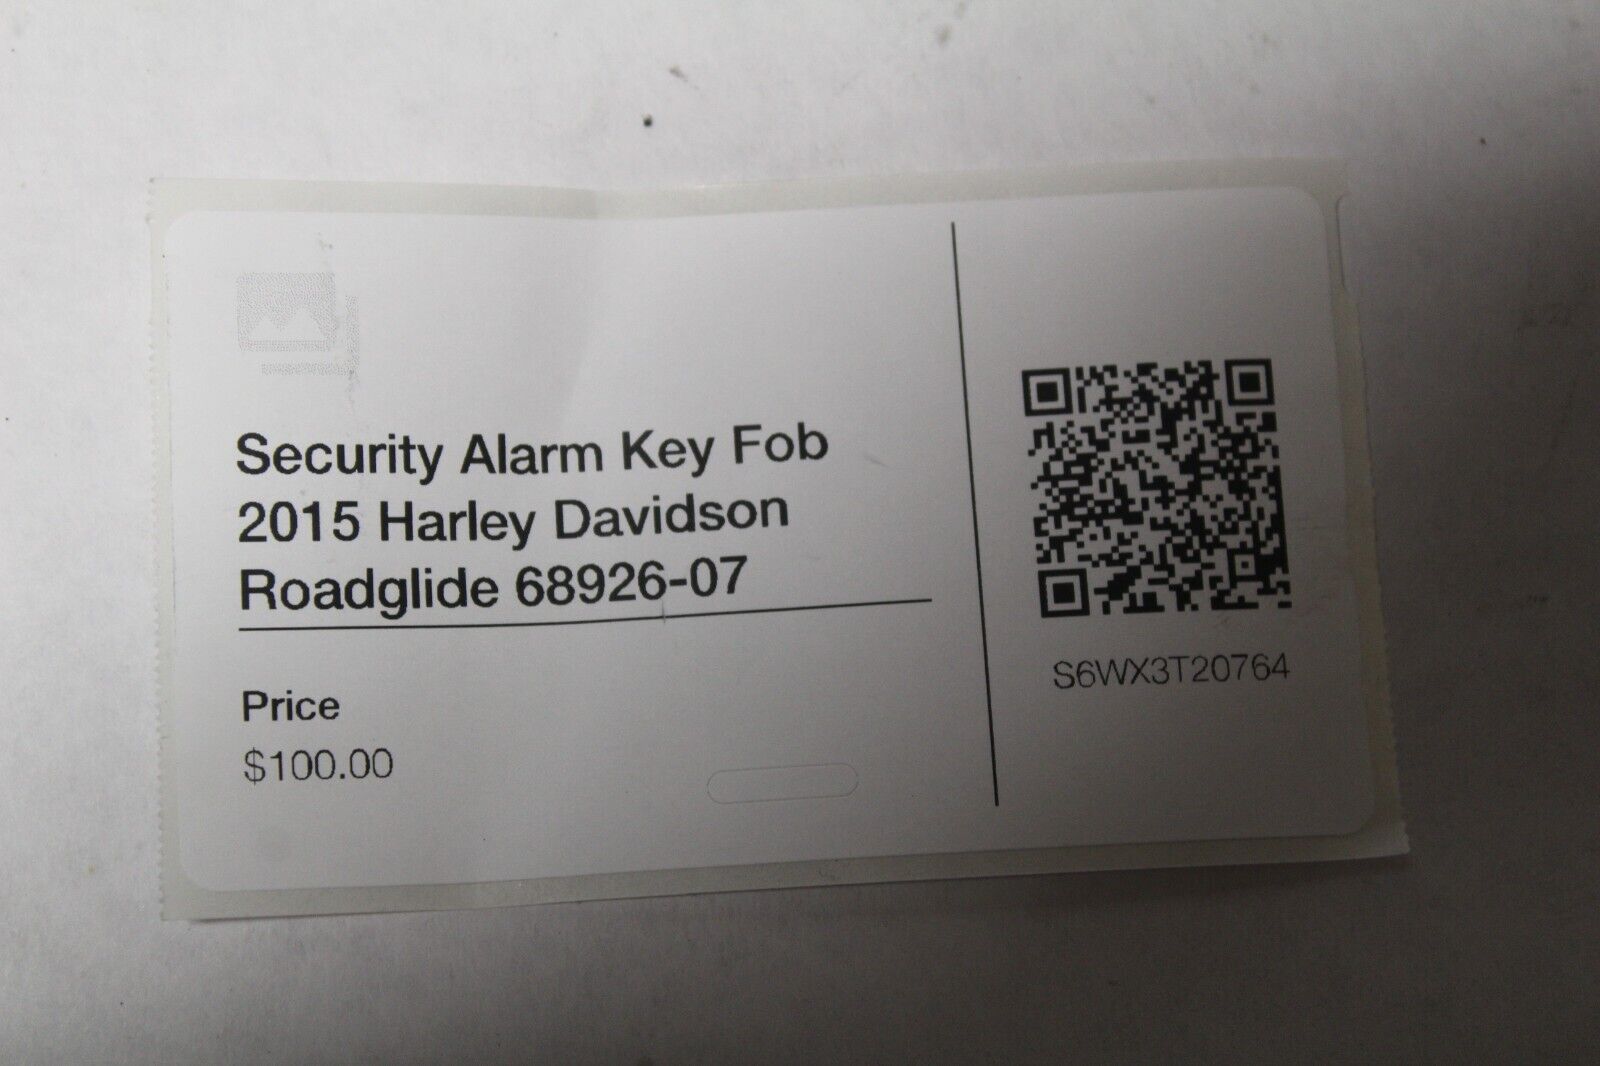 Security Alarm Key Fob
2015 Harley Davidson
Roadglide 68926-07
Price
$100.00
S6WX3T20764